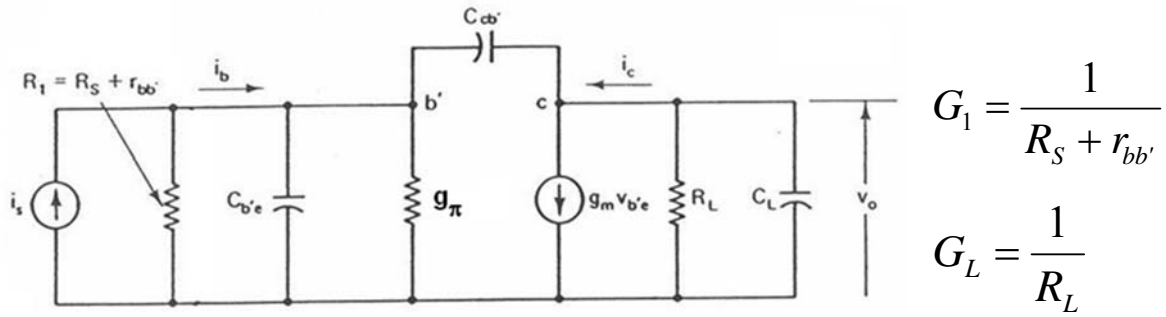 C_cb'
R_1 = R_S + r_bb'
i_b
i_c
b'
c
i_s
C_b'e
g_π
g_m v_b'e
R_L
C_L
v_o
G_1 = 1 / (R_S + r_bb')
G_L = 1 / R_L